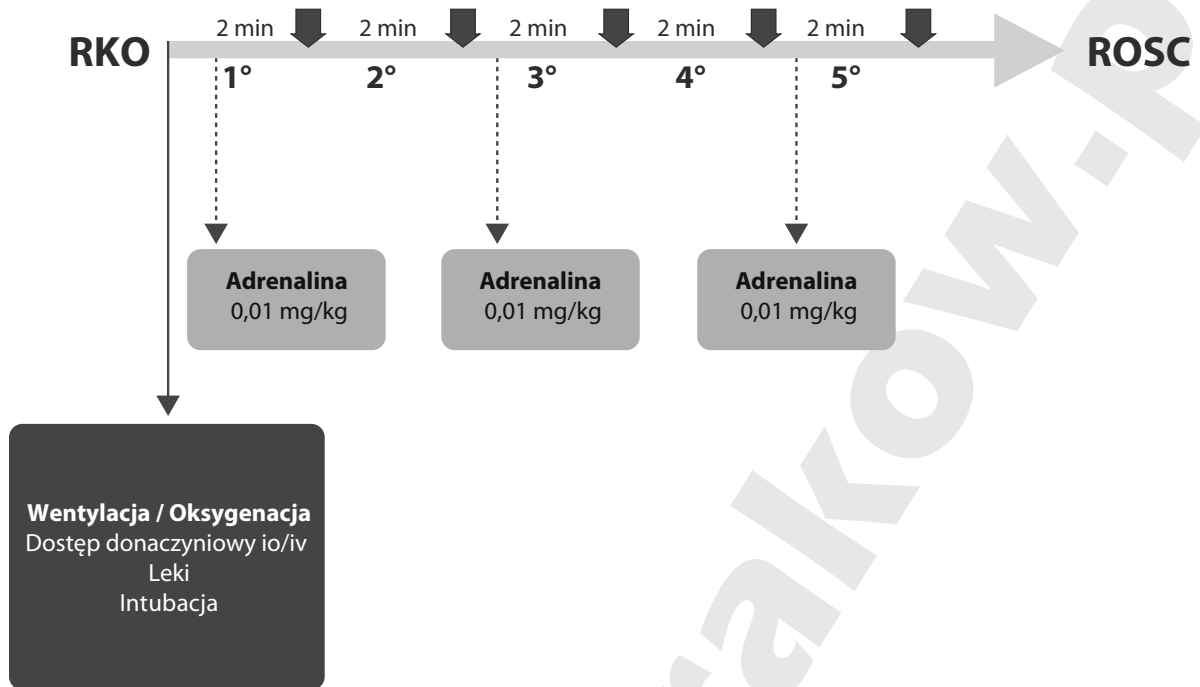 2 min 2 min 2 min 2 min 2 min
RKO ROSC
1° 2° 3° 4° 5°
Adrenalina
0,01 mg/kg
Adrenalina
0,01 mg/kg
Adrenalina
0,01 mg/kg
Wentylacja / Oksygenacja
Dostęp donaczyniowy io/iv
Leki
Intubacja
akow.p